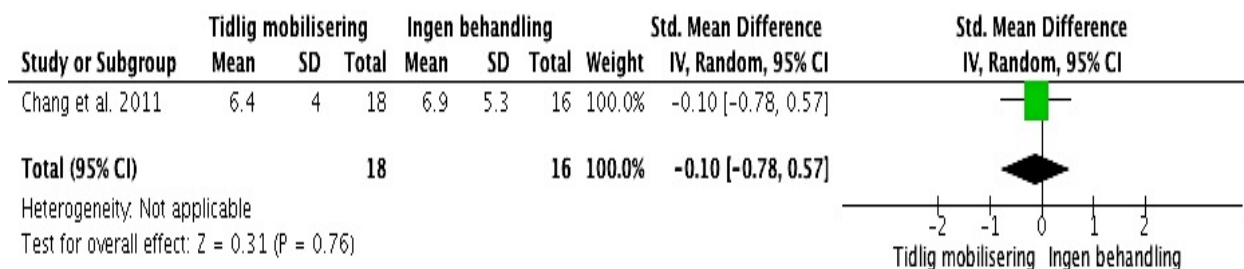 Tidlig mobilisering Ingen behandling Std. Mean Difference Std. Mean Difference
Study or Subgroup Mean SD Total Mean SD Total Weight IV, Random, 95% CI IV, Random, 95% CI
Chang et al. 2011 6.4 4 18 6.9 5.3 16 100.0% -0.10 [-0.78, 0.57]
Total (95% CI) 18 16 100.0% -0.10 [-0.78, 0.57]
Heterogeneity: Not applicable
Test for overall effect: Z = 0.31 (P = 0.76)
-2 -1 0 1 2
Tidlig mobilisering Ingen behandling